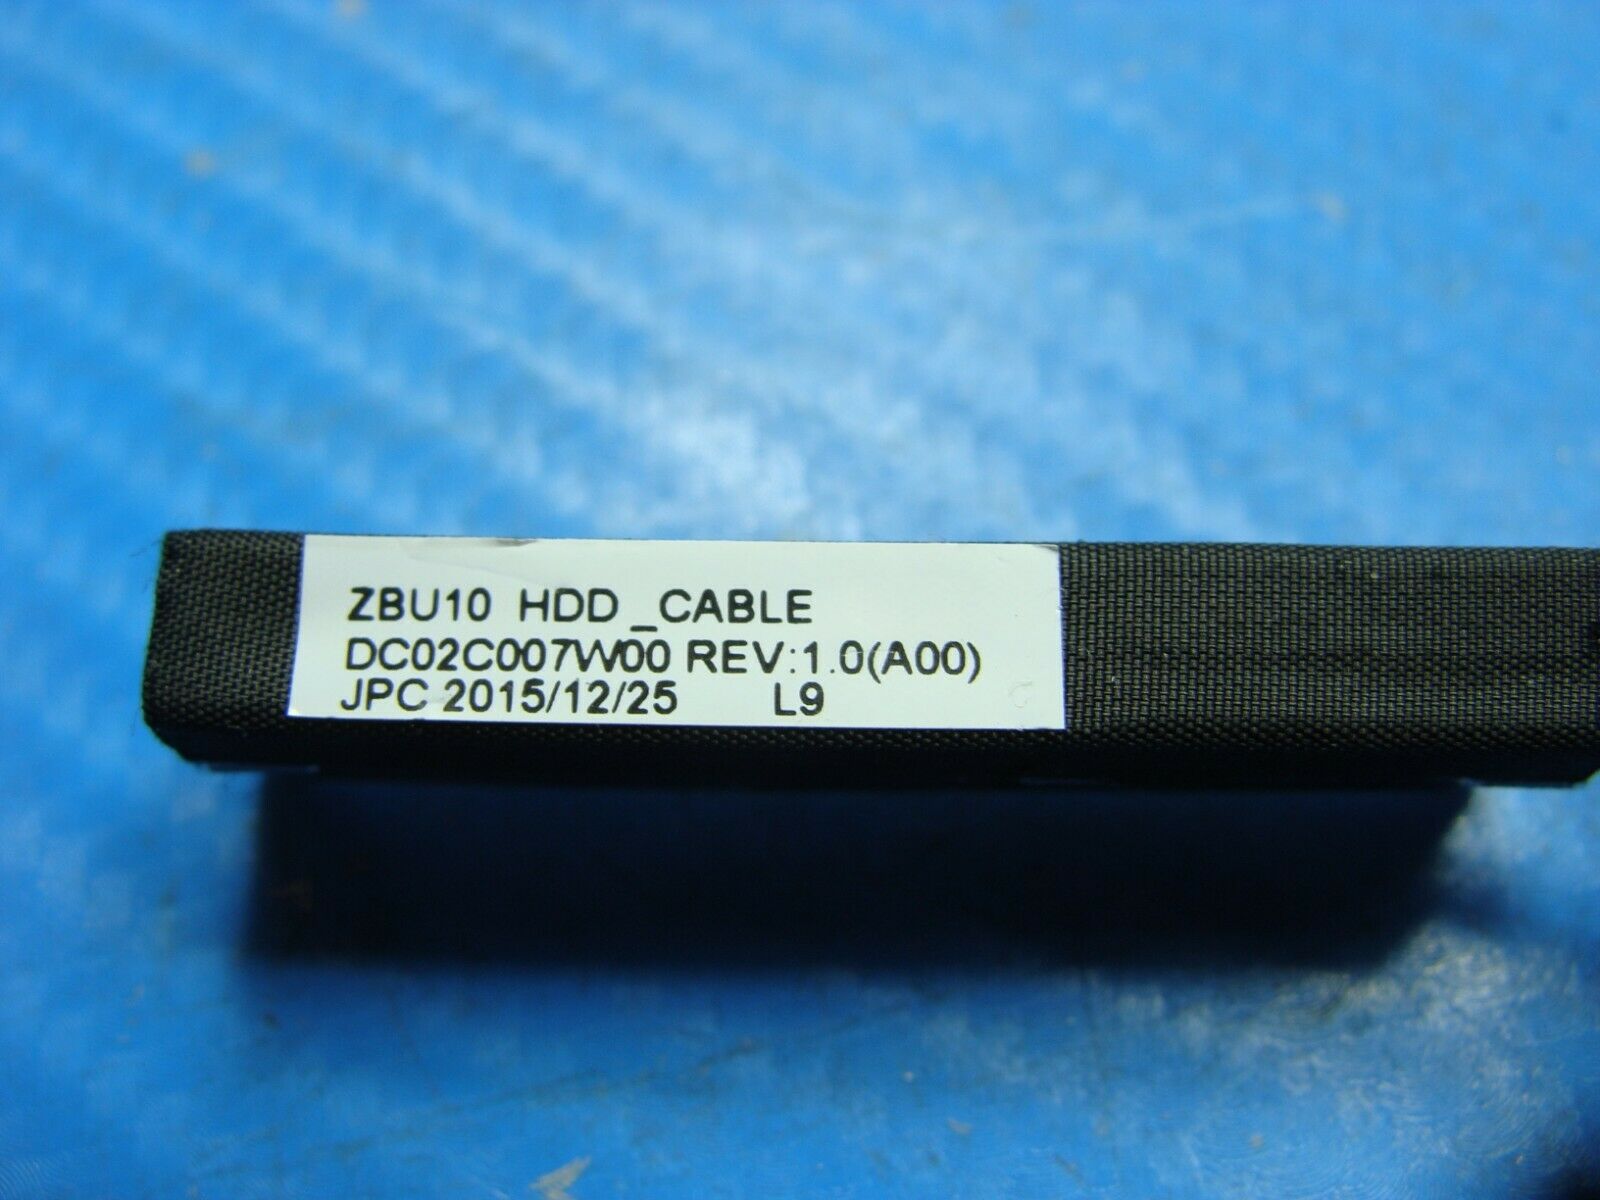 ZBU10 HDD_CABLE
DC02C007W00 REV:1.0(A00)
JPC 2015/12/25 L9